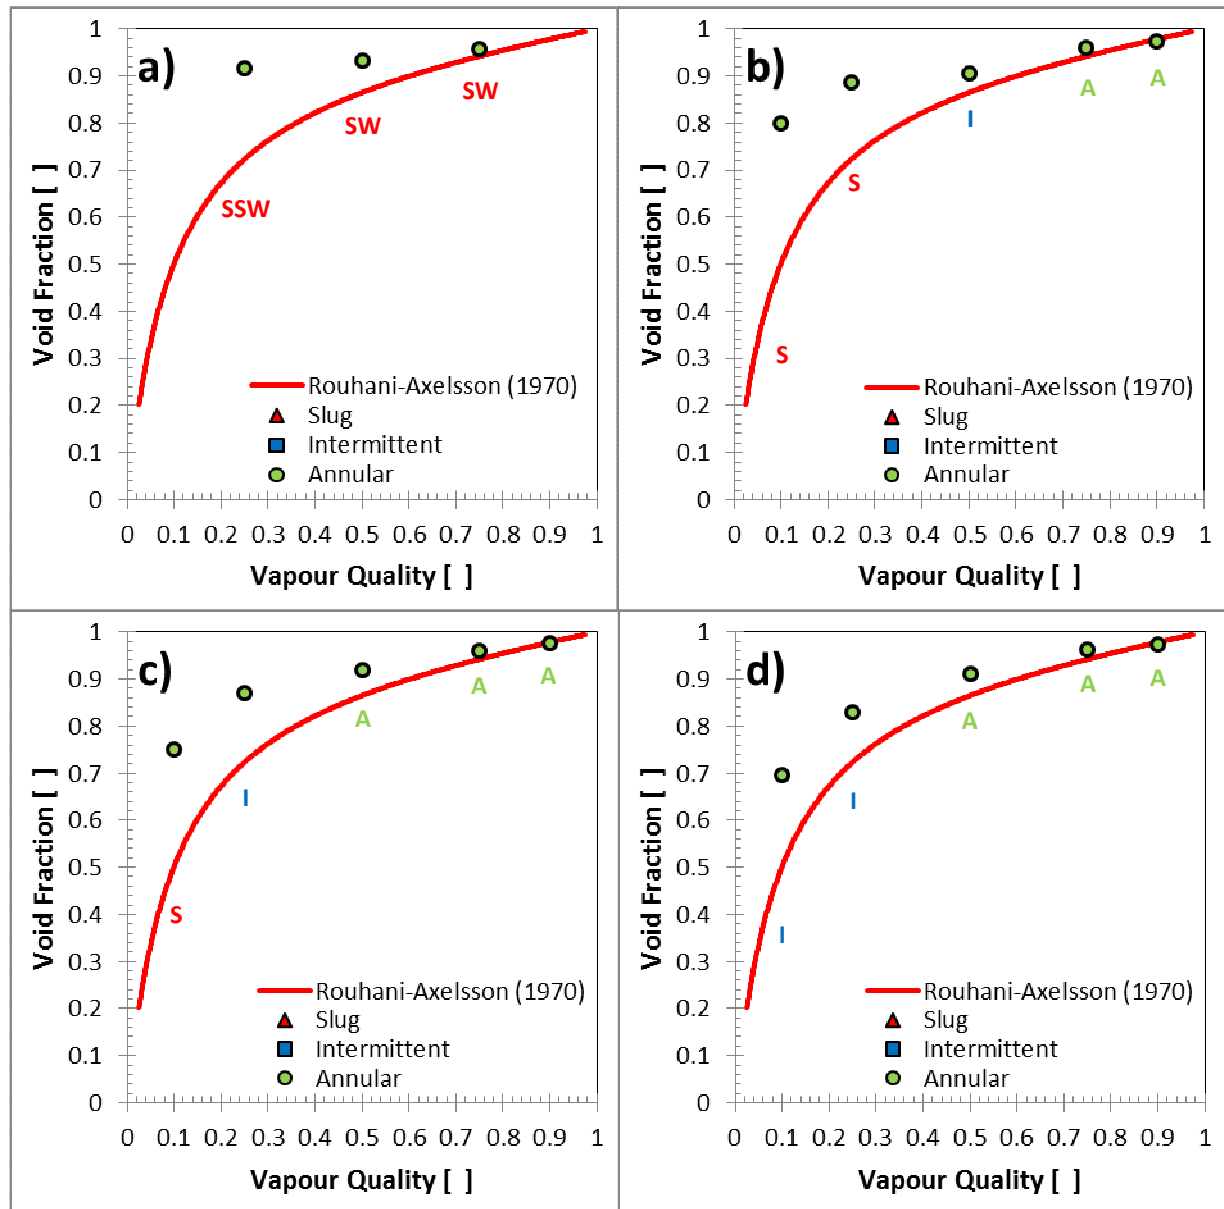 a)
1
0.9
0.8
0.7
0.6
0.5
0.4
0.3
0.2
0.1
0
Void Fraction [ ]
SW
SW
SSW
Rouhani-Axelsson (1970)
Slug
Intermittent
Annular
0 0.1 0.2 0.3 0.4 0.5 0.6 0.7 0.8 0.9 1
Vapour Quality [ ]
b)
1
0.9
0.8
0.7
0.6
0.5
0.4
0.3
0.2
0.1
0
Void Fraction [ ]
A
A
I
S
S
Rouhani-Axelsson (1970)
Slug
Intermittent
Annular
0 0.1 0.2 0.3 0.4 0.5 0.6 0.7 0.8 0.9 1
Vapour Quality [ ]
c)
1
0.9
0.8
0.7
0.6
0.5
0.4
0.3
0.2
0.1
0
Void Fraction [ ]
A
A
A
I
S
Rouhani-Axelsson (1970)
Slug
Intermittent
Annular
0 0.1 0.2 0.3 0.4 0.5 0.6 0.7 0.8 0.9 1
Vapour Quality [ ]
d)
1
0.9
0.8
0.7
0.6
0.5
0.4
0.3
0.2
0.1
0
Void Fraction [ ]
A
A
A
I
I
Rouhani-Axelsson (1970)
Slug
Intermittent
Annular
0 0.1 0.2 0.3 0.4 0.5 0.6 0.7 0.8 0.9 1
Vapour Quality [ ]